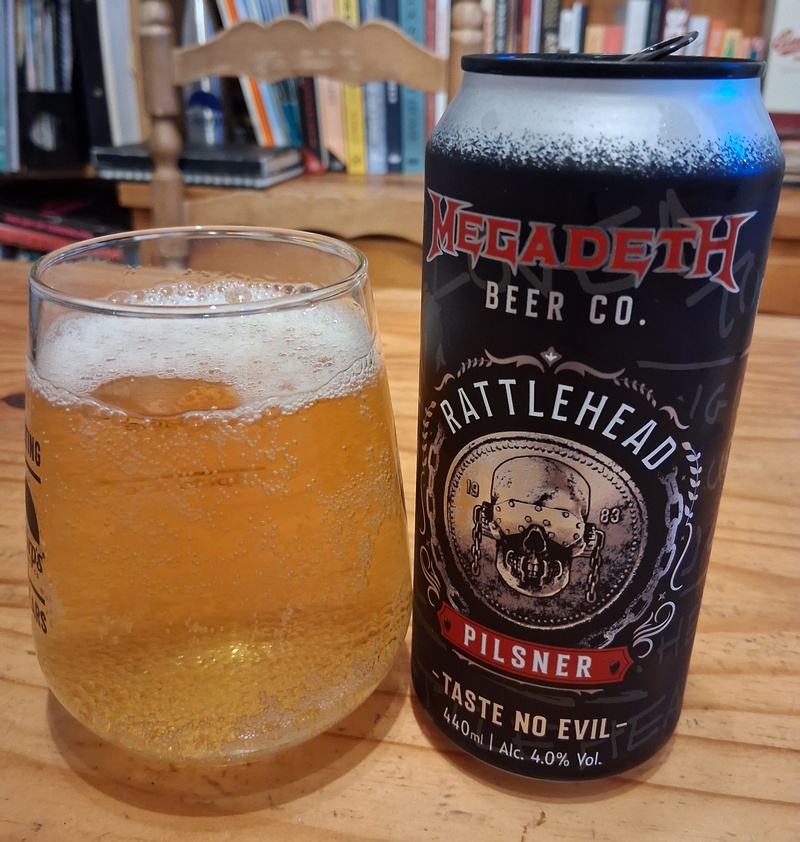 MEGADETH
BEER CO.
RATTLEHEAD
19 83
PILSNER
-TASTE NO EVIL-
440ml | Alc. 4.0% Vol.